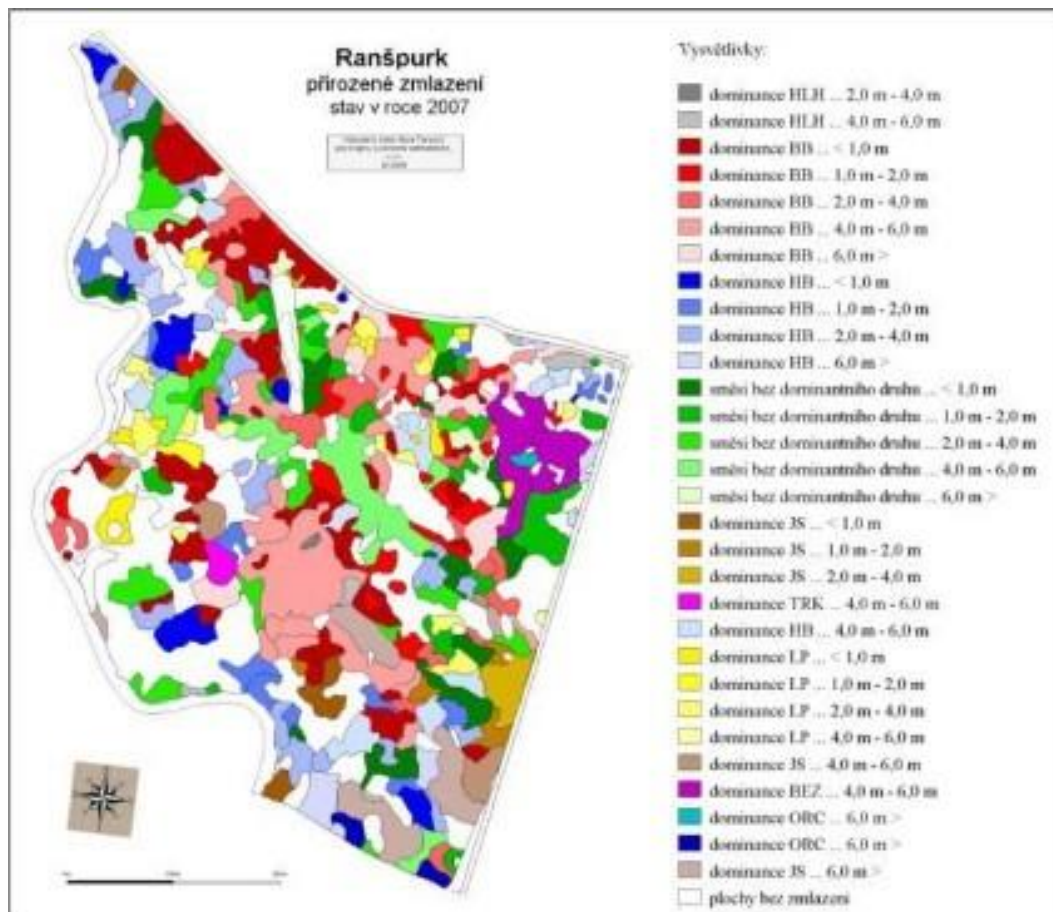 Ranšpurk
přirozené zmlazení
stav v roce 2007
Vysvětlivky:
dominance HLH ... 2,0 m - 4,0 m
dominance HLH ... 4,0 m - 6,0 m
dominance BB ... < 1,0 m
dominance BB ... 1,0 m - 2,0 m
dominance BB ... 2,0 m - 4,0 m
dominance BB ... 4,0 m - 6,0 m
dominance BB ... 6,0 m >
dominance HB ... < 1,0 m
dominance HB ... 1,0 m - 2,0 m
dominance HB ... 2,0 m - 4,0 m
dominance HB ... 6,0 m >
směsi bez dominantního druhu ... < 1,0 m
směsi bez dominantního druhu ... 1,0 m - 2,0 m
směsi bez dominantního druhu ... 2,0 m - 4,0 m
směsi bez dominantního druhu ... 4,0 m - 6,0 m
směsi bez dominantního druhu ... 6,0 m >
dominance JS ... < 1,0 m
dominance JS ... 1,0 m - 2,0 m
dominance JS ... 2,0 m - 4,0 m
dominance TRK ... 4,0 m - 6,0 m
dominance HB ... 4,0 m - 6,0 m
dominance LP ... < 1,0 m
dominance LP ... 1,0 m - 2,0 m
dominance LP ... 2,0 m - 4,0 m
dominance LP ... 4,0 m - 6,0 m
dominance JS ... 4,0 m - 6,0 m
dominance BEZ ... 4,0 m - 6,0 m
dominance ORC ... 6,0 m >
dominance ORC ... 6,0 m >
dominance JS ... 6,0 m >
plochy bez zmlazení